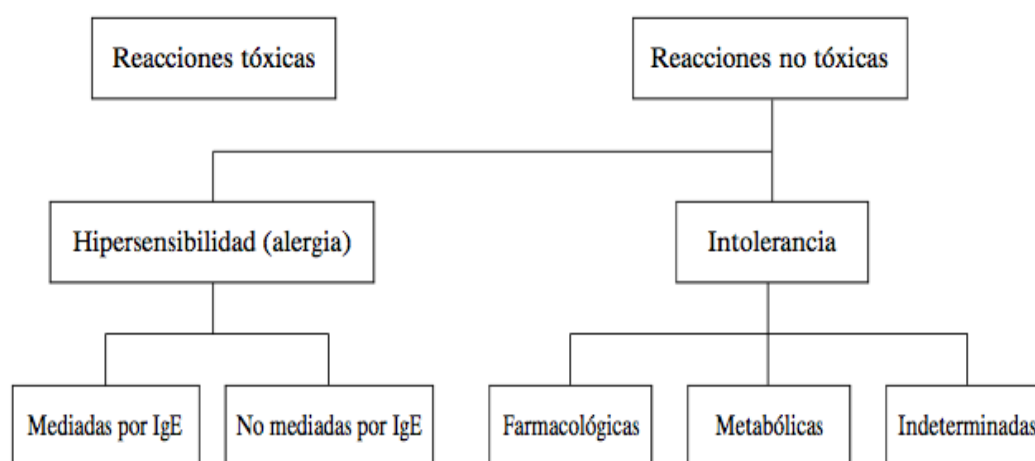 Reacciones tóxicas
Reacciones no tóxicas
Hipersensibilidad (alergia)
Intolerancia
Mediadas por IgE
No mediadas por IgE
Farmacológicas
Metabólicas
Indeterminadas